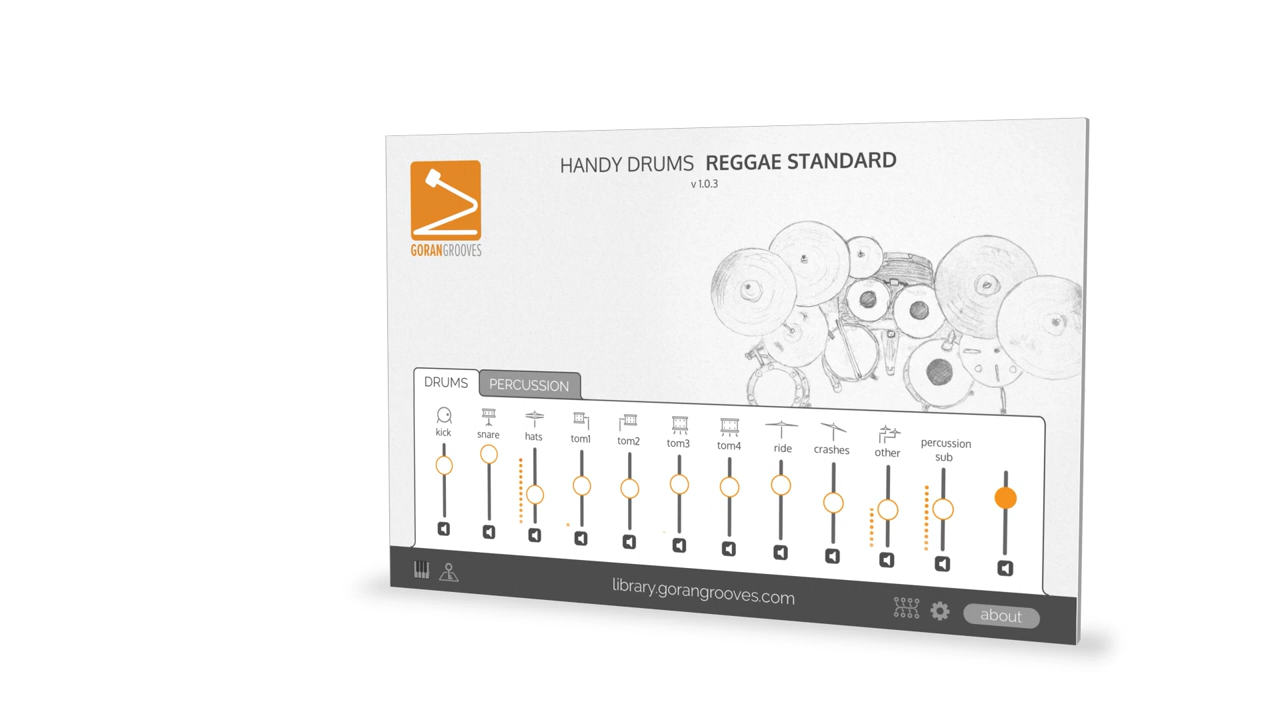 HANDY DRUMS REGGAE STANDARD
v 1.0.3
GORANGROOVES
DRUMS PERCUSSION
kick snare hats tom1 tom2 tom3 tom4 ride crashes other percussion sub
library.gorangrooves.com
about